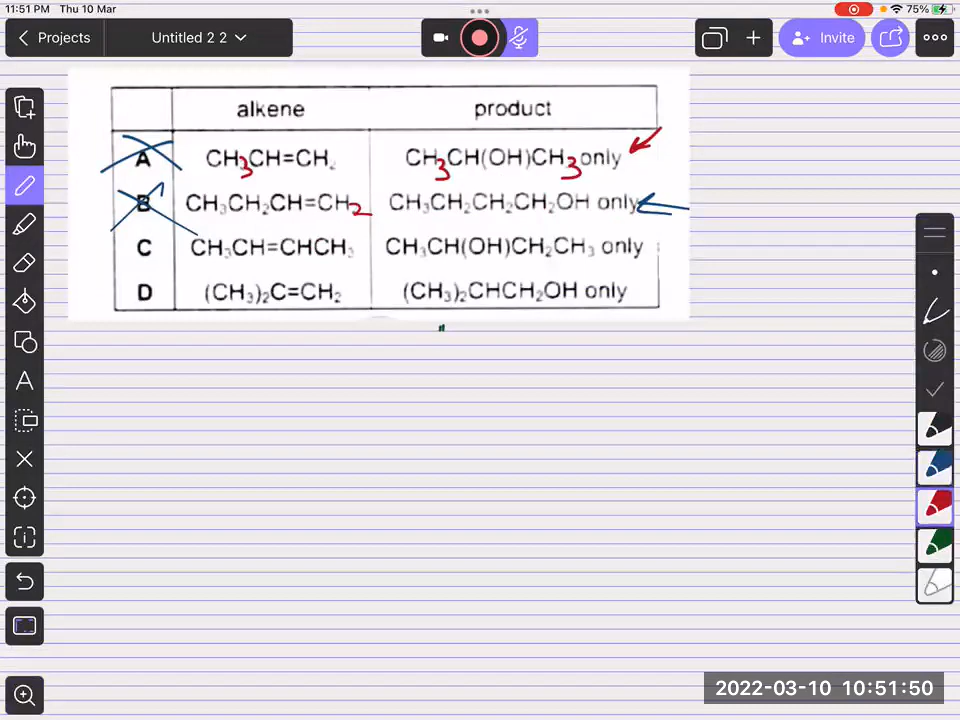 11:51 PM Thu 10 Mar
75%
Projects
Untitled 2 2
Invite
alkene product
A CH3CH=CH2 CH3CH(OH)CH3 only
B CH3CH2CH=CH2 CH3CH2CH2CH2OH only
C CH3CH=CHCH3 CH3CH(OH)CH2CH3 only
D (CH3)2C=CH2 (CH3)2CHCH2OH only
A
2022-03-10 10:51:50